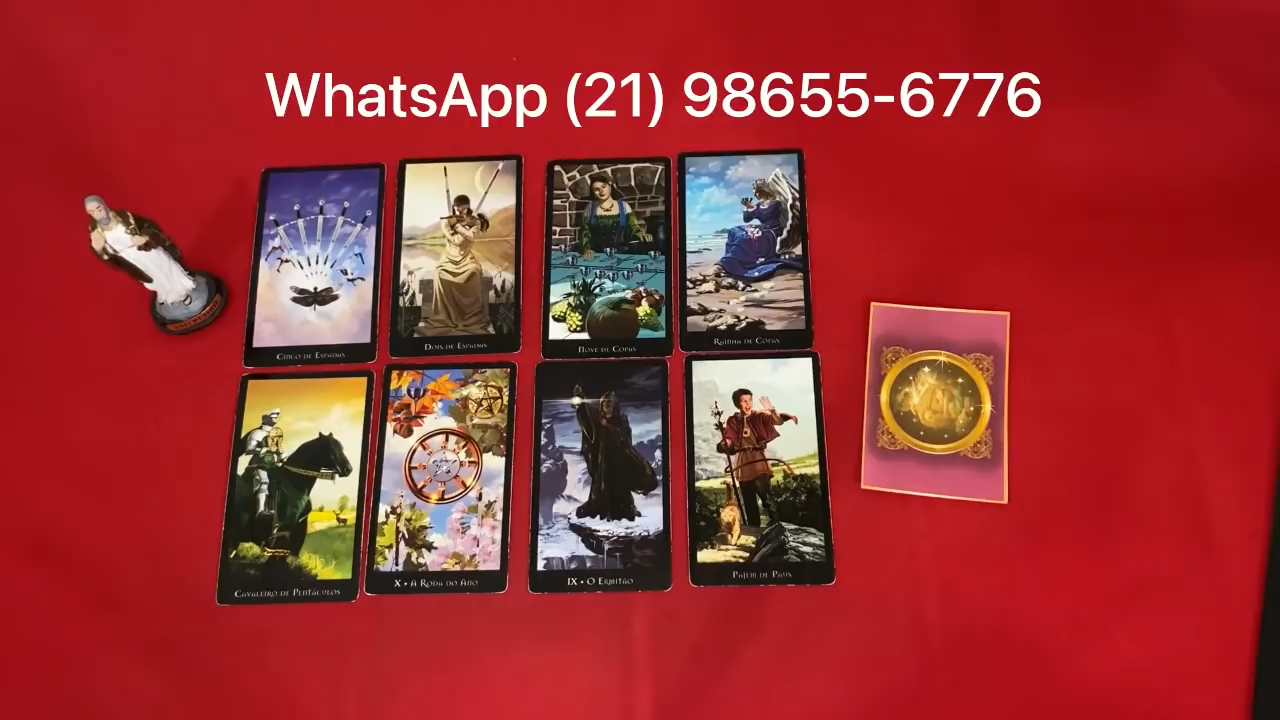 WhatsApp (21) 98655-6776
Cinco de Espadas
Dois de Espadas
Nove de Copas
Rainha de Copas
Cavaleiro de Pentáculos
X • A Roda do Ano
IX • O Ermitão
Pajem de Paus